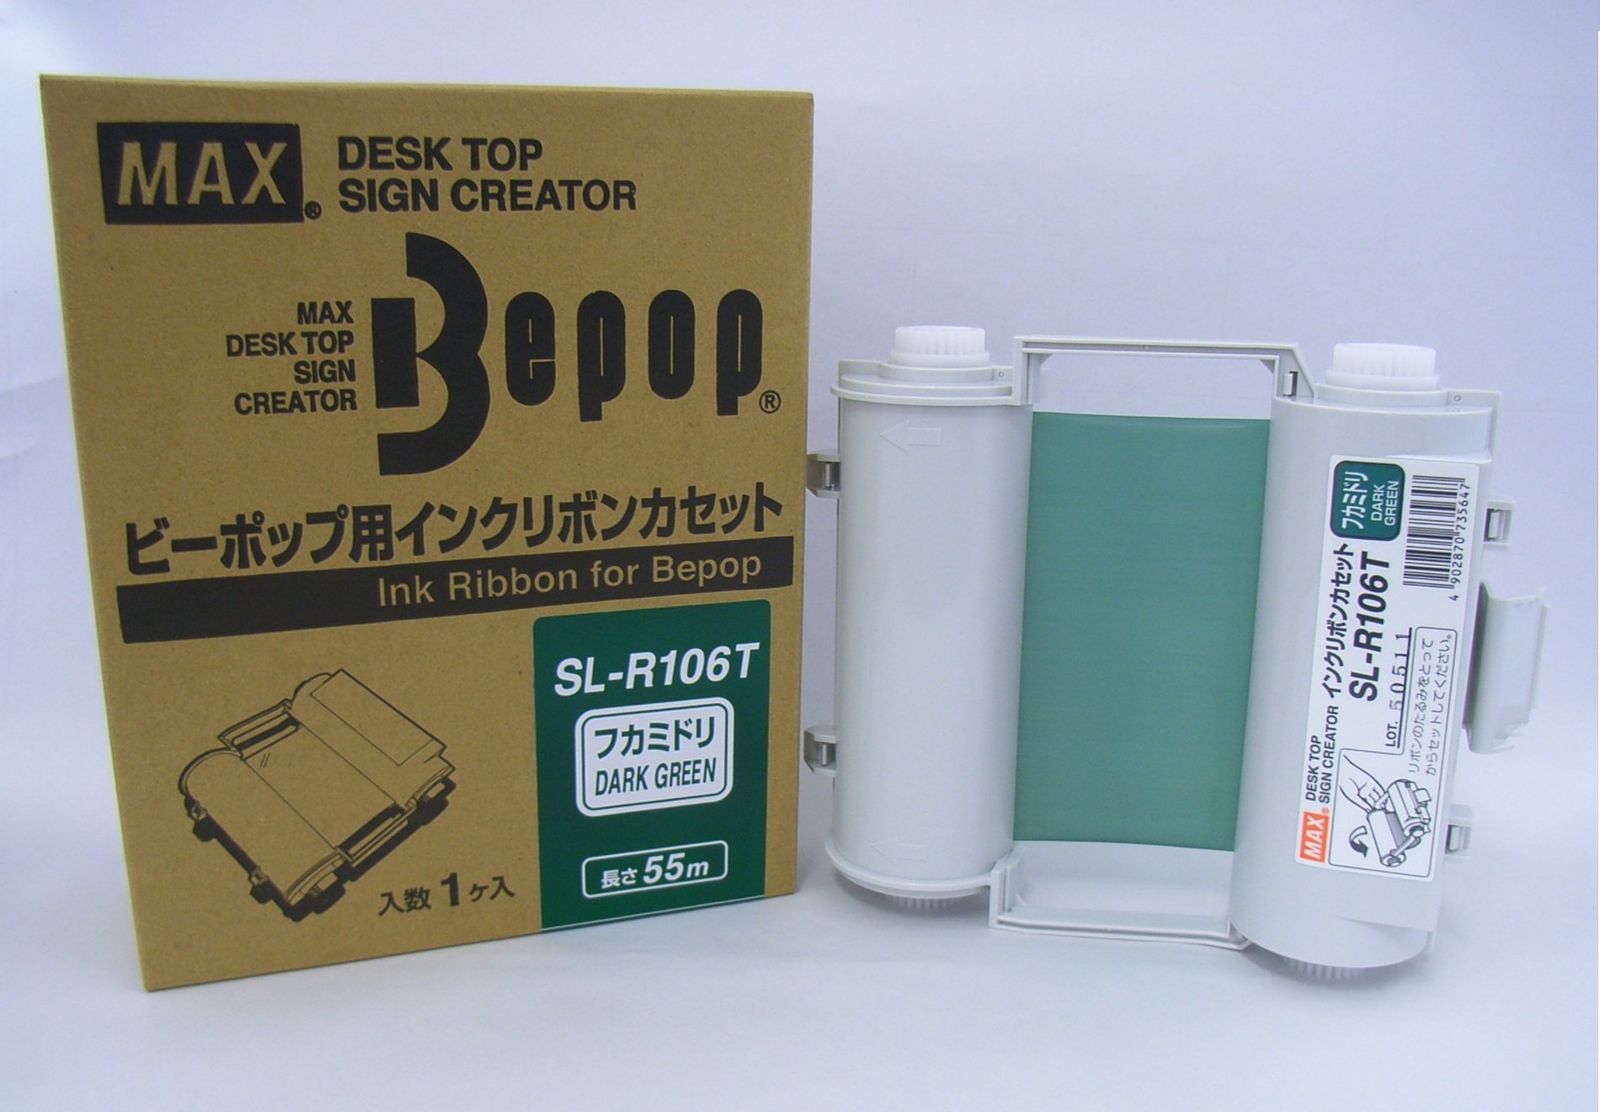 MAX®
DESK TOP
SIGN CREATOR
MAX
DESK TOP
SIGN
CREATOR
Bepop®
ビーポップ用インクリボンカセット
Ink Ribbon for Bepop
SL-R106T
フカミドリ
DARK GREEN
長さ 55m
入数 1ヶ入
フカミドリ
DARK
GREEN
4 902870 735647
MAX® DESK TOP
SIGN CREATOR インクリボンカセット
SL-R106T
LOT. 50511
リボンのたるみをとって
からセットしてください。